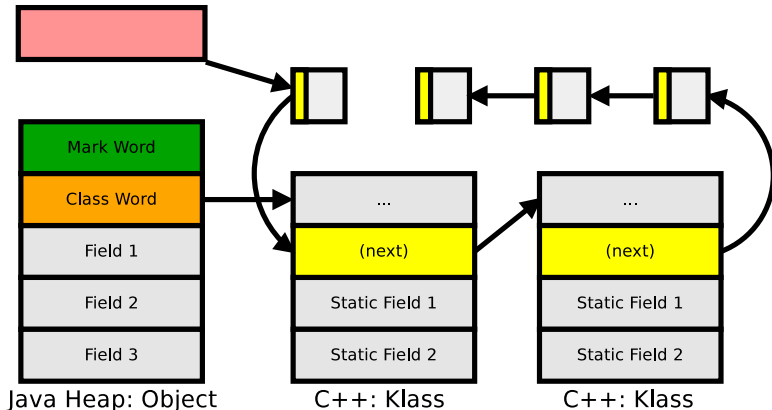 Mark Word
Class Word
Field 1
Field 2
Field 3
Java Heap: Object
...
(next)
Static Field 1
Static Field 2
C++: Klass
...
(next)
Static Field 1
Static Field 2
C++: Klass